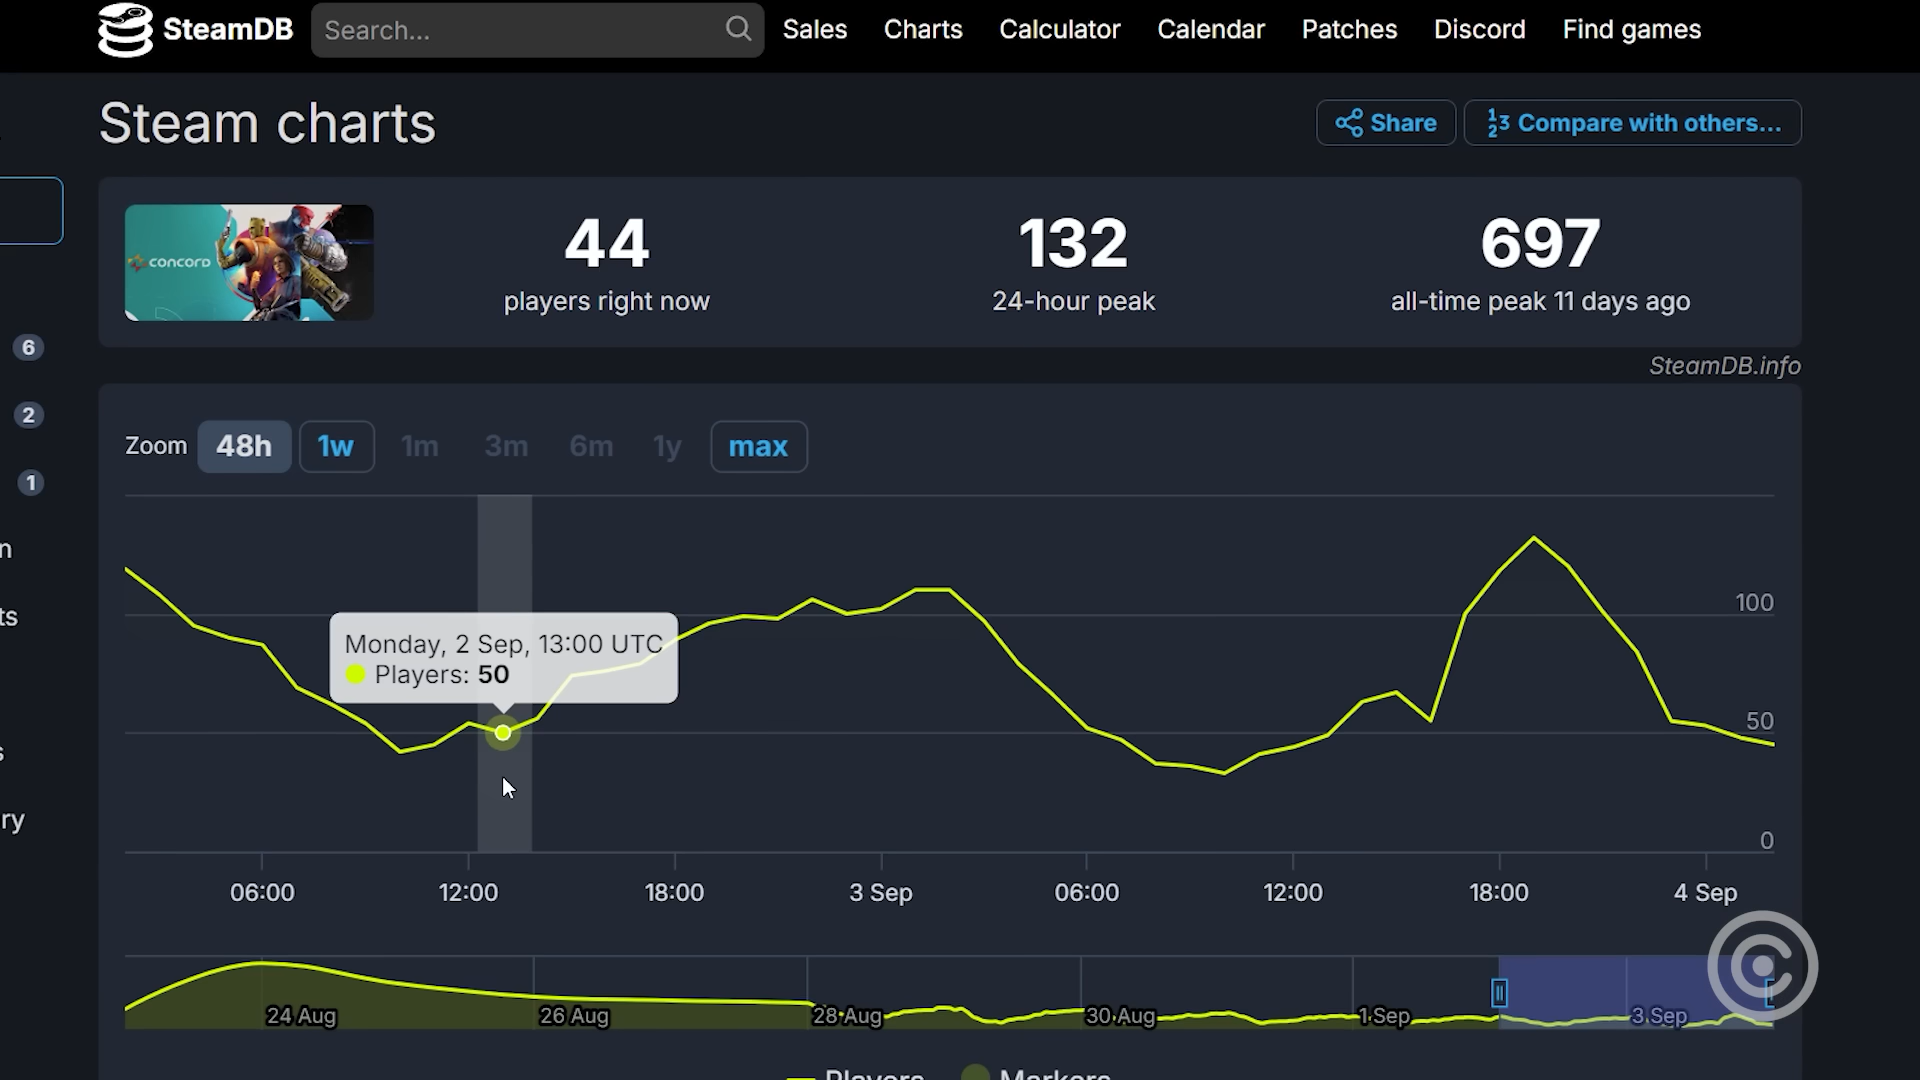 SteamDB Search... Sales Charts Calculator Calendar Patches Discord Find games
Steam charts
Share Compare with others...
CONCORD
44 132 697
players right now 24-hour peak all-time peak 11 days ago
SteamDB.info
6
2
1
n
ts
s
ry
Zoom 48h 1w 1m 3m 6m 1y max
Monday, 2 Sep, 13:00 UTC
Players: 50
100
50
0
06:00 12:00 18:00 3 Sep 06:00 12:00 18:00 4 Sep
24 Aug 26 Aug 28 Aug 30 Aug 1 Sep 3 Sep
Players Markers